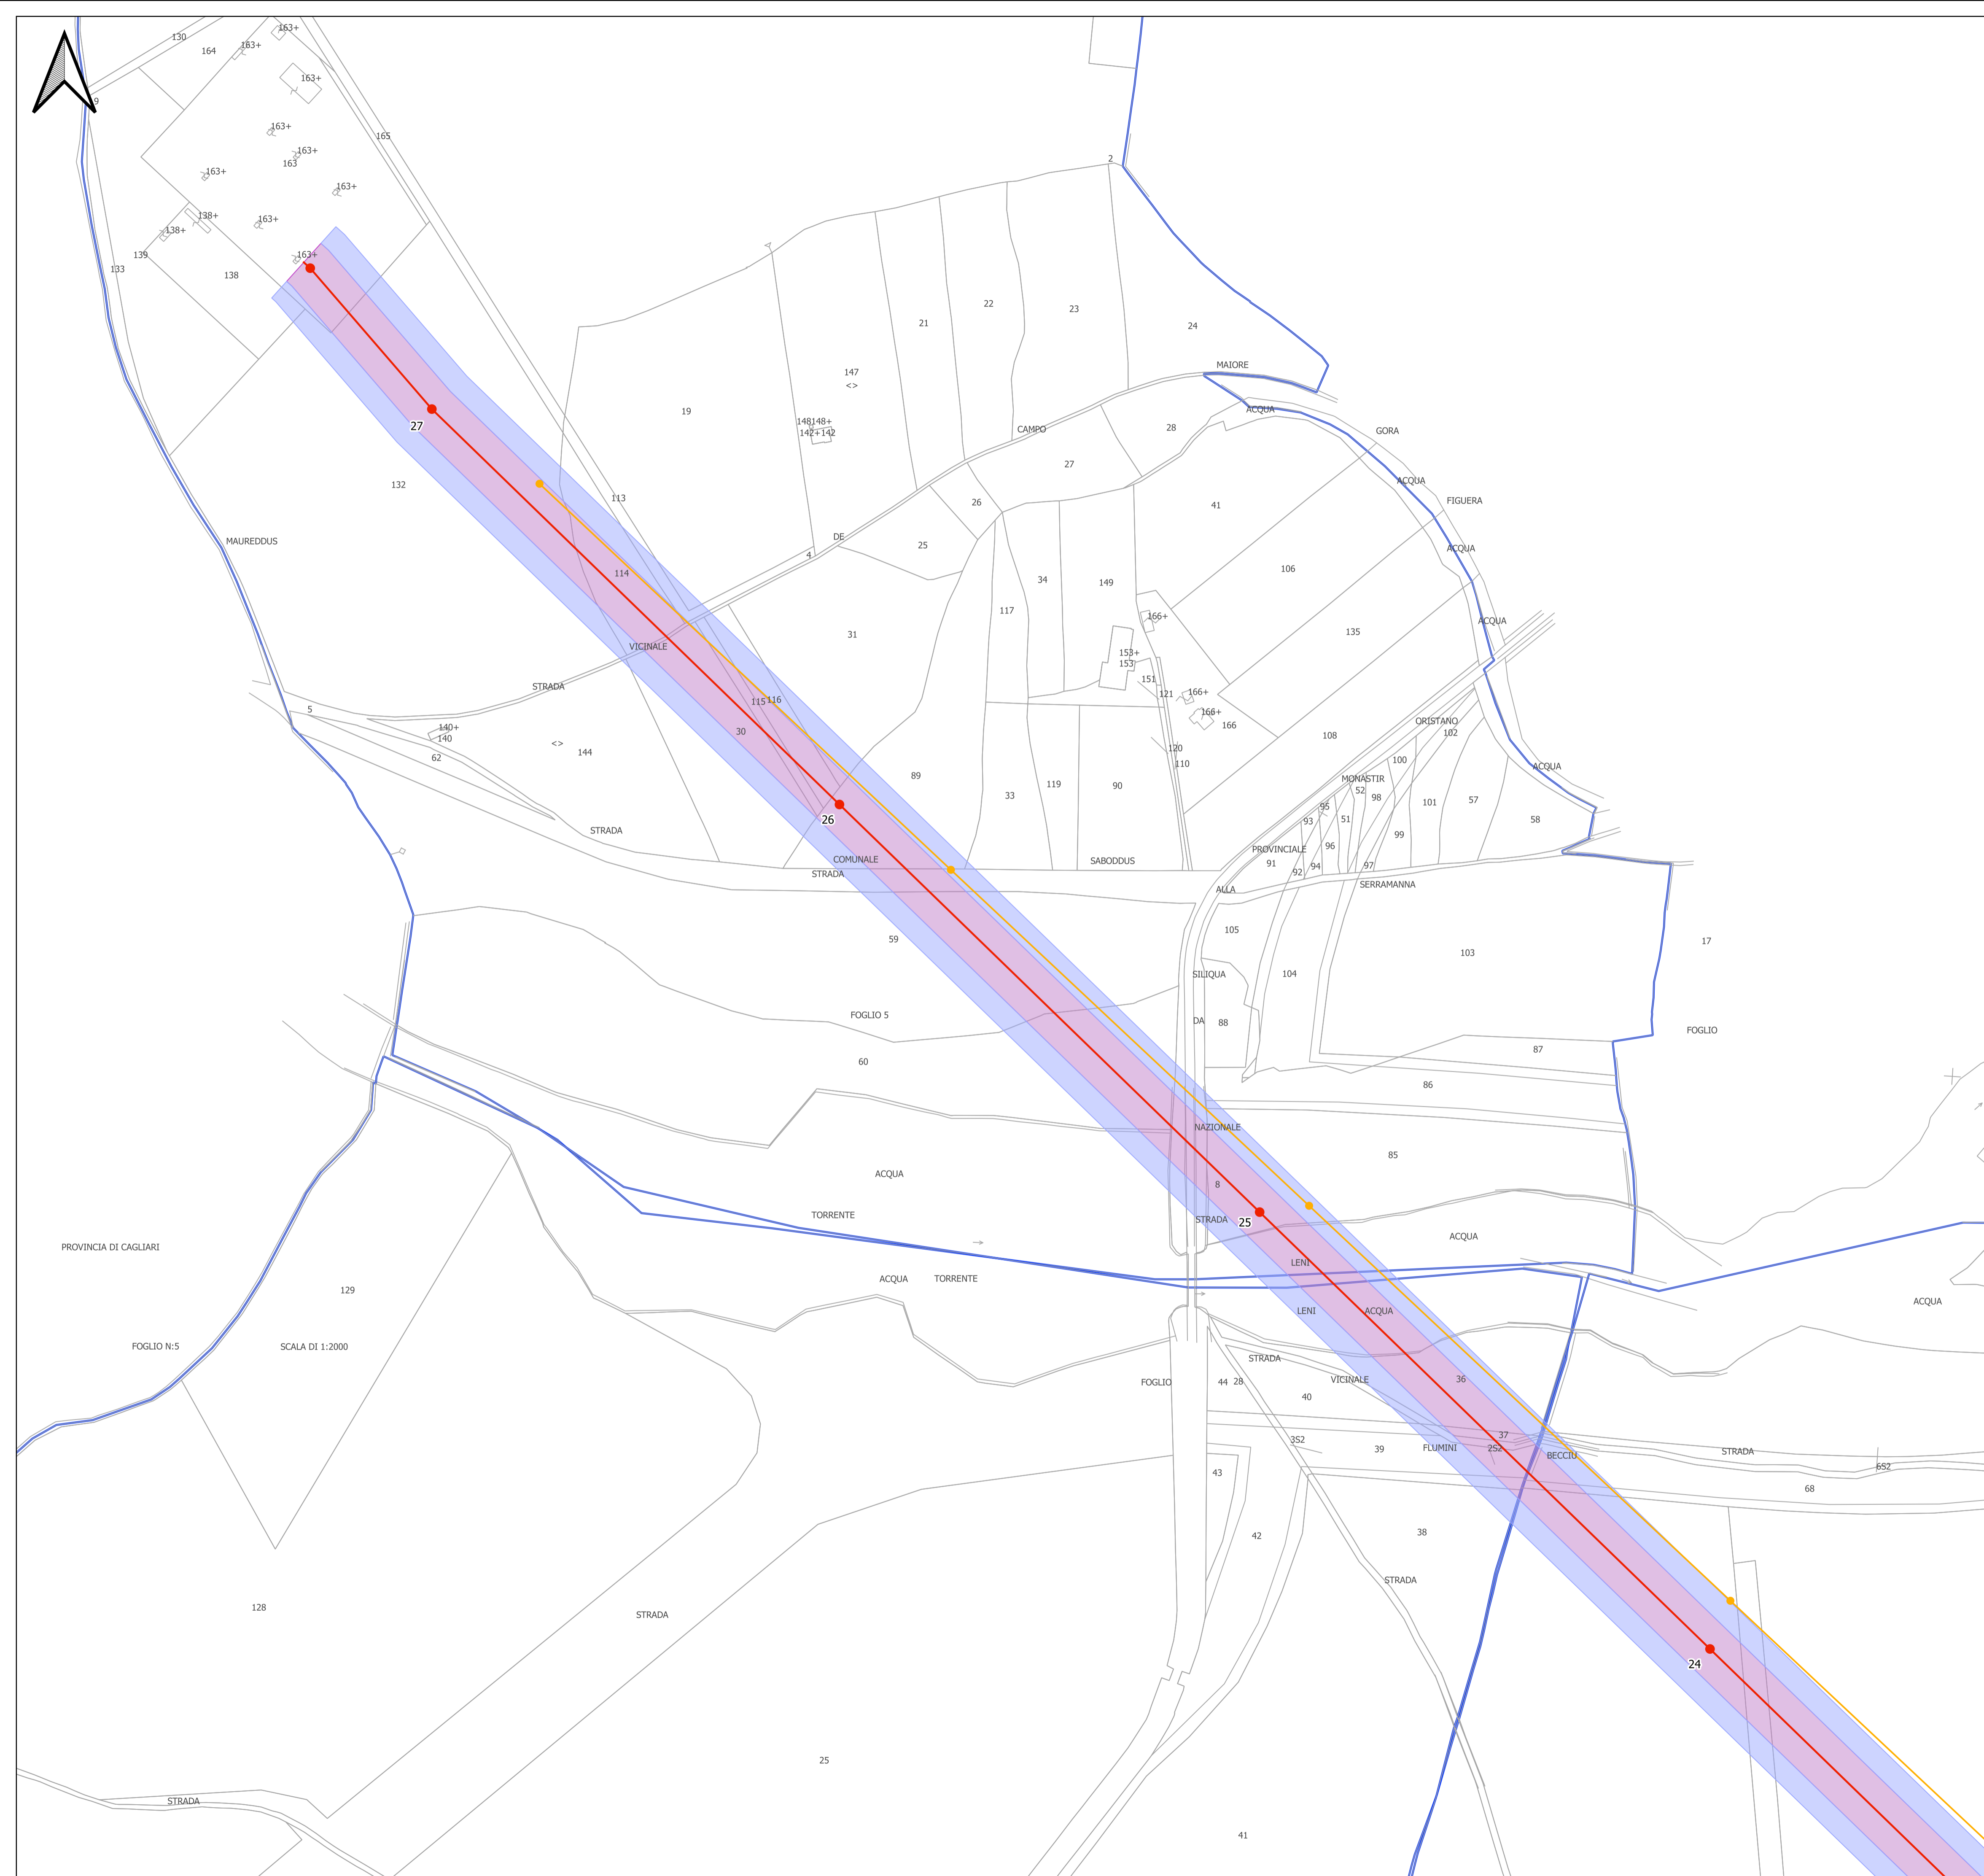 130
164
163+
163+
163+
9
165
163+
163+
163
163+
163+
138+
163+
138+
139
163+
133
138
2
22
23
21
24
MAIORE
147
<>
19
ACQUA
148148+
142+142
CAMPO
28
GORA
27
27
132
113
26
41
ACQUA
FIGUERA
MAUREDDUS
DE
25
4
ACQUA
114
34
149
106
117
166+
ACQUA
31
135
VICINALE
153+
153
STRADA
151
121
166+
115116
5
166+
166
140+
140
30
ORISTANO
102
108
<>
144
62
120
110
100
ACQUA
89
MONASTIR
33
119
90
52
98
101
57
95
26
93
51
58
STRADA
99
96
PROVINCIALE
COMUNALE
SABODDUS
91
94
97
STRADA
92
ALLA
SERRAMANNA
105
59
17
103
SILIQUA
104
FOGLIO 5
DA
88
FOGLIO
87
60
86
NAZIONALE
85
ACQUA
8
TORRENTE
STRADA
25
ACQUA
PROVINCIA DI CAGLIARI
LENI
ACQUA
TORRENTE
129
ACQUA
LENI
ACQUA
FOGLIO N:5
SCALA DI 1:2000
STRADA
FOGLIO
44
28
VICINALE
36
40
37
3S2
39
FLUMINI
2S2
BECCIU
STRADA
6S2
43
68
42
38
STRADA
128
STRADA
24
25
STRADA
41